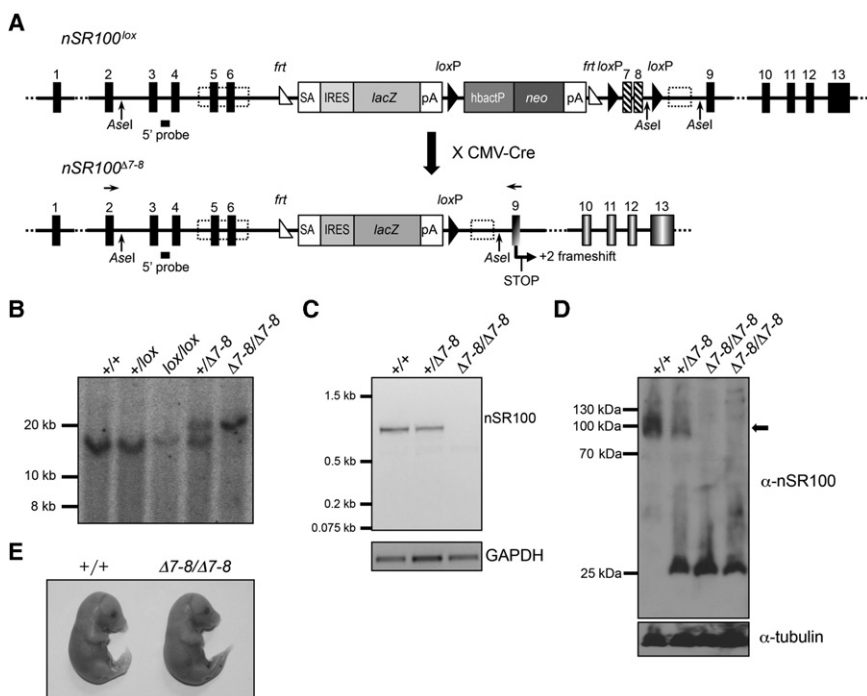 A
nSR100lox
1 2 3 4 5 6 frt loxP frt loxP 7 8 loxP 9 10 11 12 13
SA IRES lacZ pA hbactP neo pA
AseI 5' probe AseI AseI
X CMV-Cre
nSR100Δ7-8
1 2 3 4 5 6 frt loxP 9 10 11 12 13
SA IRES lacZ pA
AseI 5' probe AseI +2 frameshift
STOP
B
+/+ +/lox lox/lox +/Δ7-8 Δ7-8/Δ7-8
20 kb
10 kb
8 kb
C
+/+ +/Δ7-8 Δ7-8/Δ7-8
1.5 kb
nSR100
0.5 kb
0.2 kb
0.075 kb
GAPDH
D
+/+ +/Δ7-8 Δ7-8/Δ7-8 Δ7-8/Δ7-8
130 kDa
100 kDa
70 kDa
α-nSR100
25 kDa
α-tubulin
E
+/+ Δ7-8/Δ7-8